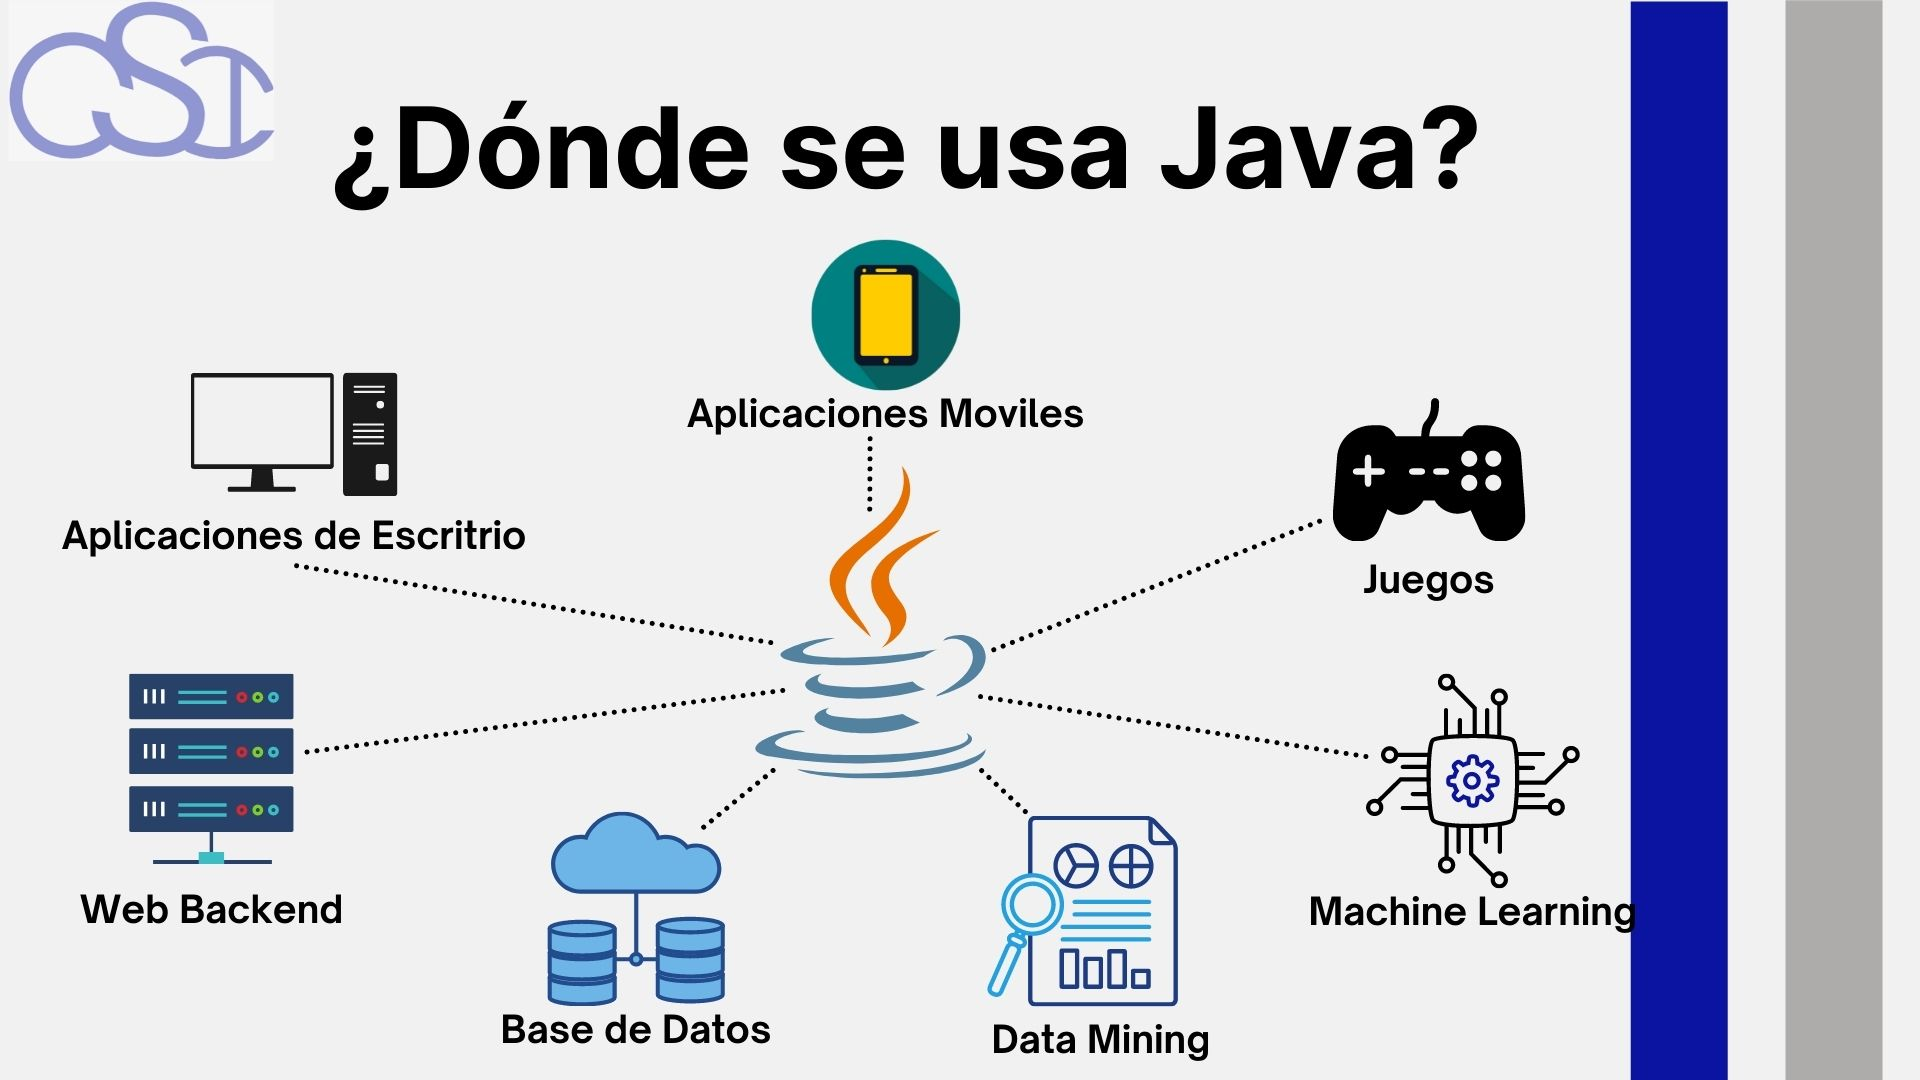 CSI
¿Dónde se usa Java?
Aplicaciones Moviles
Aplicaciones de Escritrio
Juegos
Web Backend
Machine Learning
Base de Datos
Data Mining